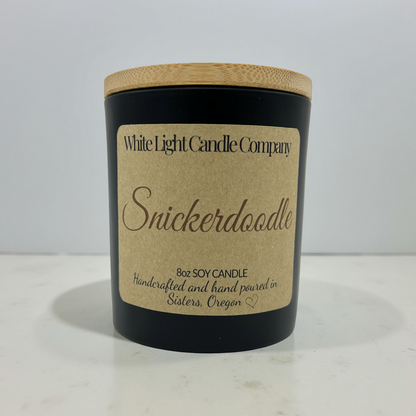 White Light Candle Company
Snickerdoodle
8oz SOY CANDLE
Handcrafted and hand poured in
Sisters, Oregon ♡